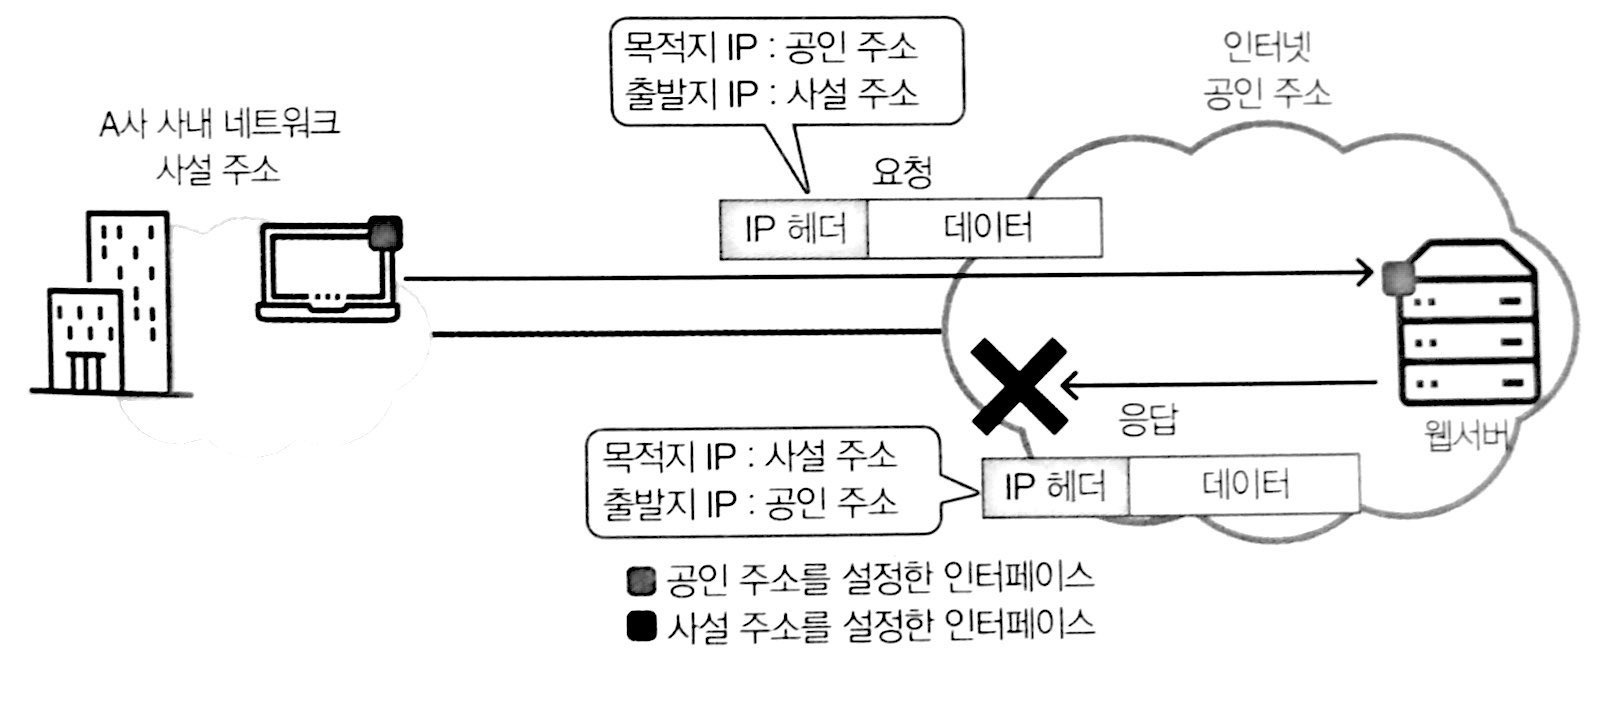 목적지 IP : 공인 주소
출발지 IP : 사설 주소
인터넷
공인 주소
A사 사내 네트워크
사설 주소
요청
IP 헤더
데이터
응답
웹서버
목적지 IP : 사설 주소
출발지 IP : 공인 주소
IP 헤더
데이터
공인 주소를 설정한 인터페이스
사설 주소를 설정한 인터페이스